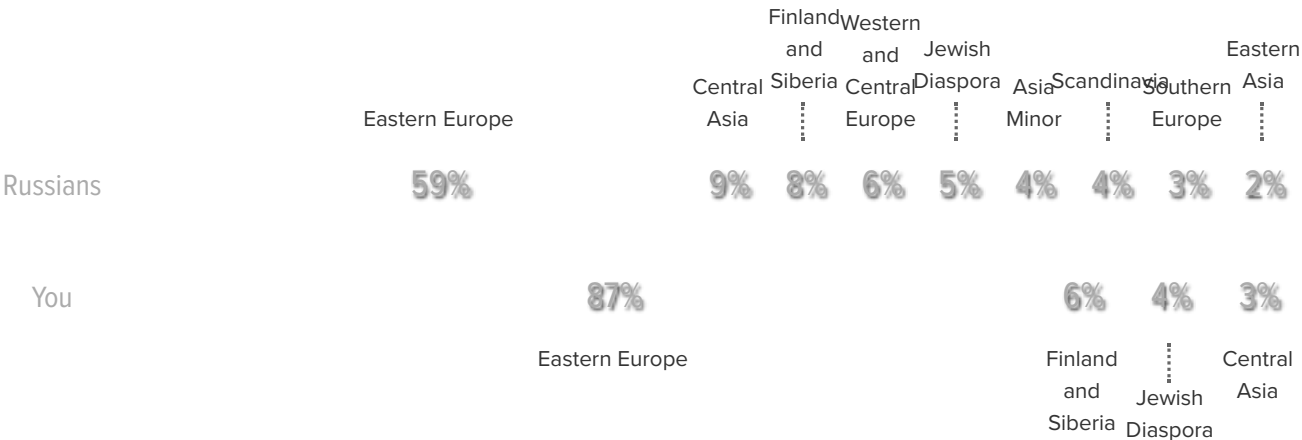 Finland
and
Siberia
Western
and
Central
Europe
Jewish
Diaspora
Eastern
Asia
Central
Asia
Asia
Minor
Scandinavia
Southern
Europe
Eastern Europe
Russians 59% 9% 8% 6% 5% 4% 4% 3% 2%
You 87% 6% 4% 3%
Eastern Europe
Finland
and
Siberia
Jewish
Diaspora
Central
Asia